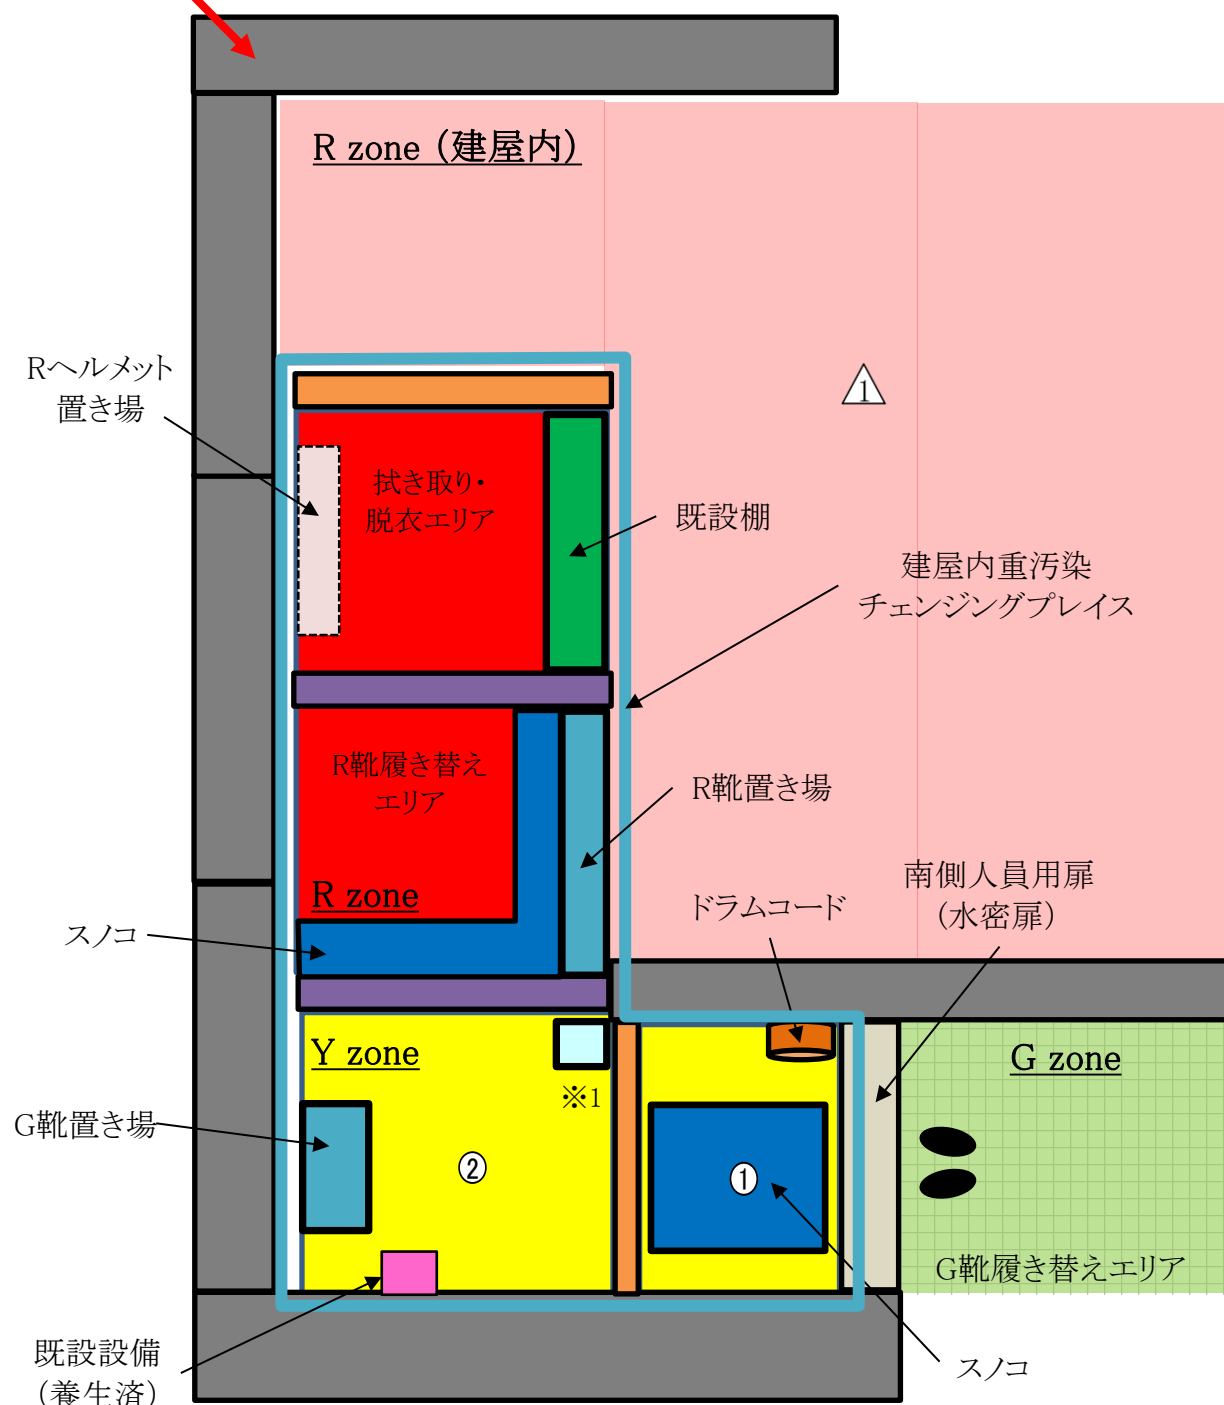 R zone（建屋内）
Rヘルメット
置き場
1
拭き取り・
脱衣エリア
既設棚
建屋内重汚染
チェンジングプレイス
R靴履き替え
エリア
R靴置き場
R zone
南側人員用扉
（水密扉）
ドラムコード
スノコ
Y zone
G zone
※1
G靴置き場
②
①
G靴履き替えエリア
既設設備
（養生済）
スノコ